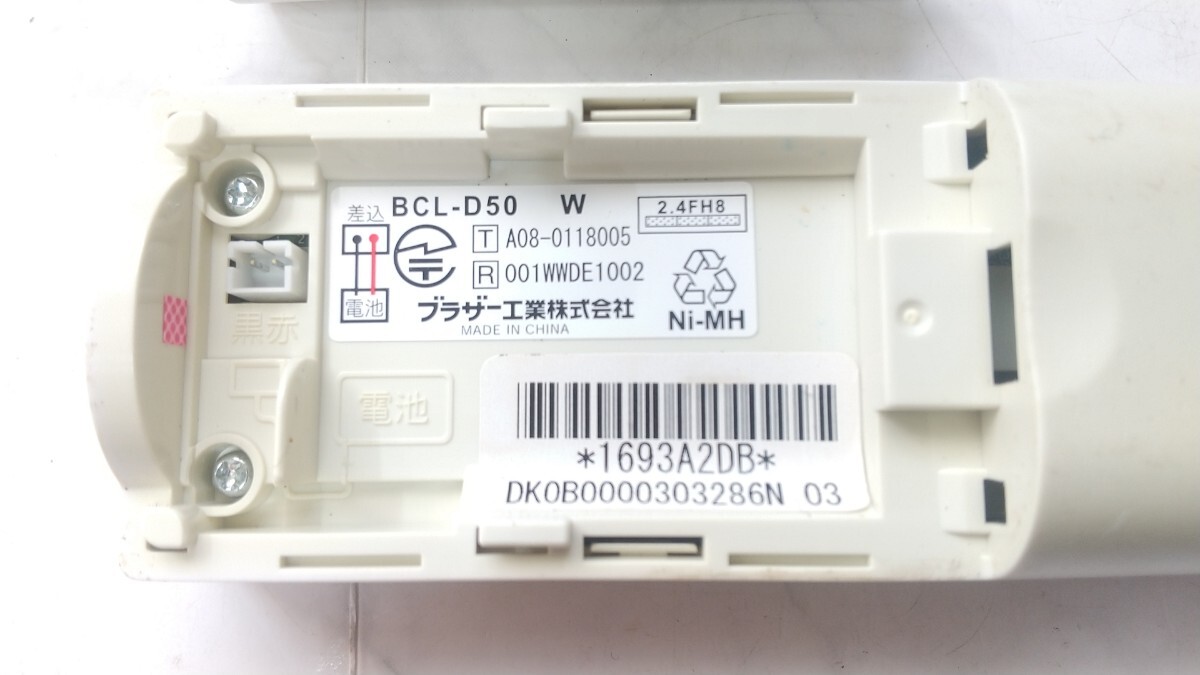 差込
BCL-D50 W
2.4FH8
T A08-0118005
R 001WWDE1002
電池
ブラザー工業株式会社
MADE IN CHINA
Ni-MH
黒赤
電池
*1693A2DB*
DK0B0000303286N 03